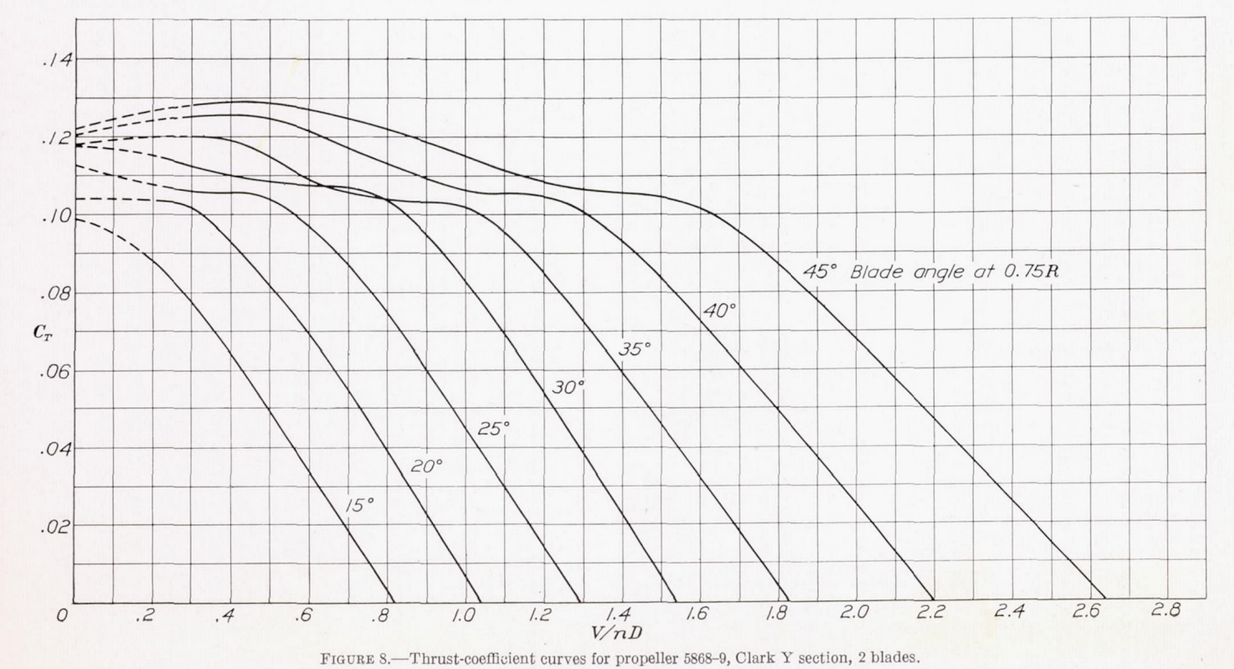 .14
.12
.10
.08
C_T
.06
.04
.02
45° Blade angle at 0.75R
40°
35°
30°
25°
20°
15°
0 .2 .4 .6 .8 1.0 1.2 1.4 1.6 1.8 2.0 2.2 2.4 2.6 2.8
V/nD
FIGURE 8.—Thrust-coefficient curves for propeller 5868-9, Clark Y section, 2 blades.